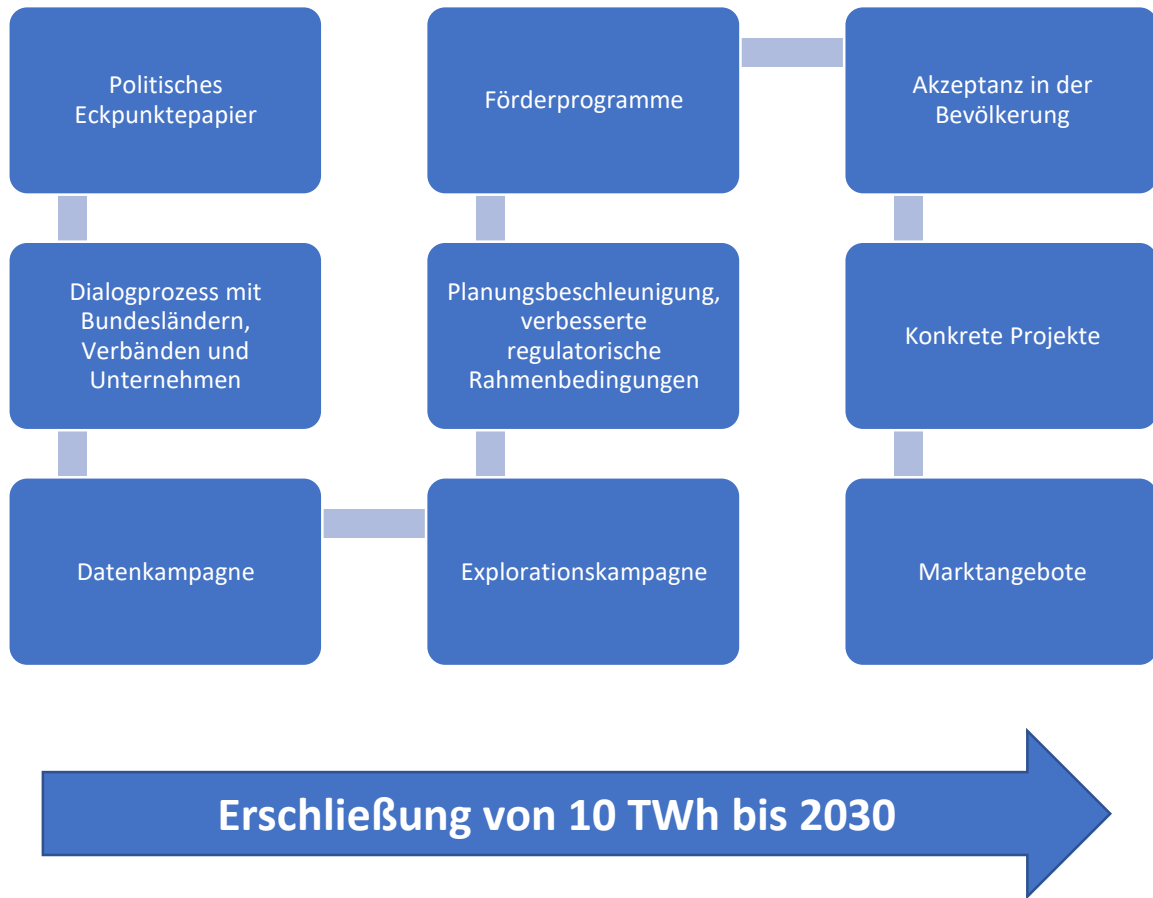 Politisches
Eckpunktepapier
Dialogprozess mit
Bundesländern,
Verbänden und
Unternehmen
Datenkampagne
Explorationskampagne
Planungsbeschleunigung,
verbesserte
regulatorische
Rahmenbedingungen
Förderprogramme
Akzeptanz in der
Bevölkerung
Konkrete Projekte
Marktangebote
Erschließung von 10 TWh bis 2030